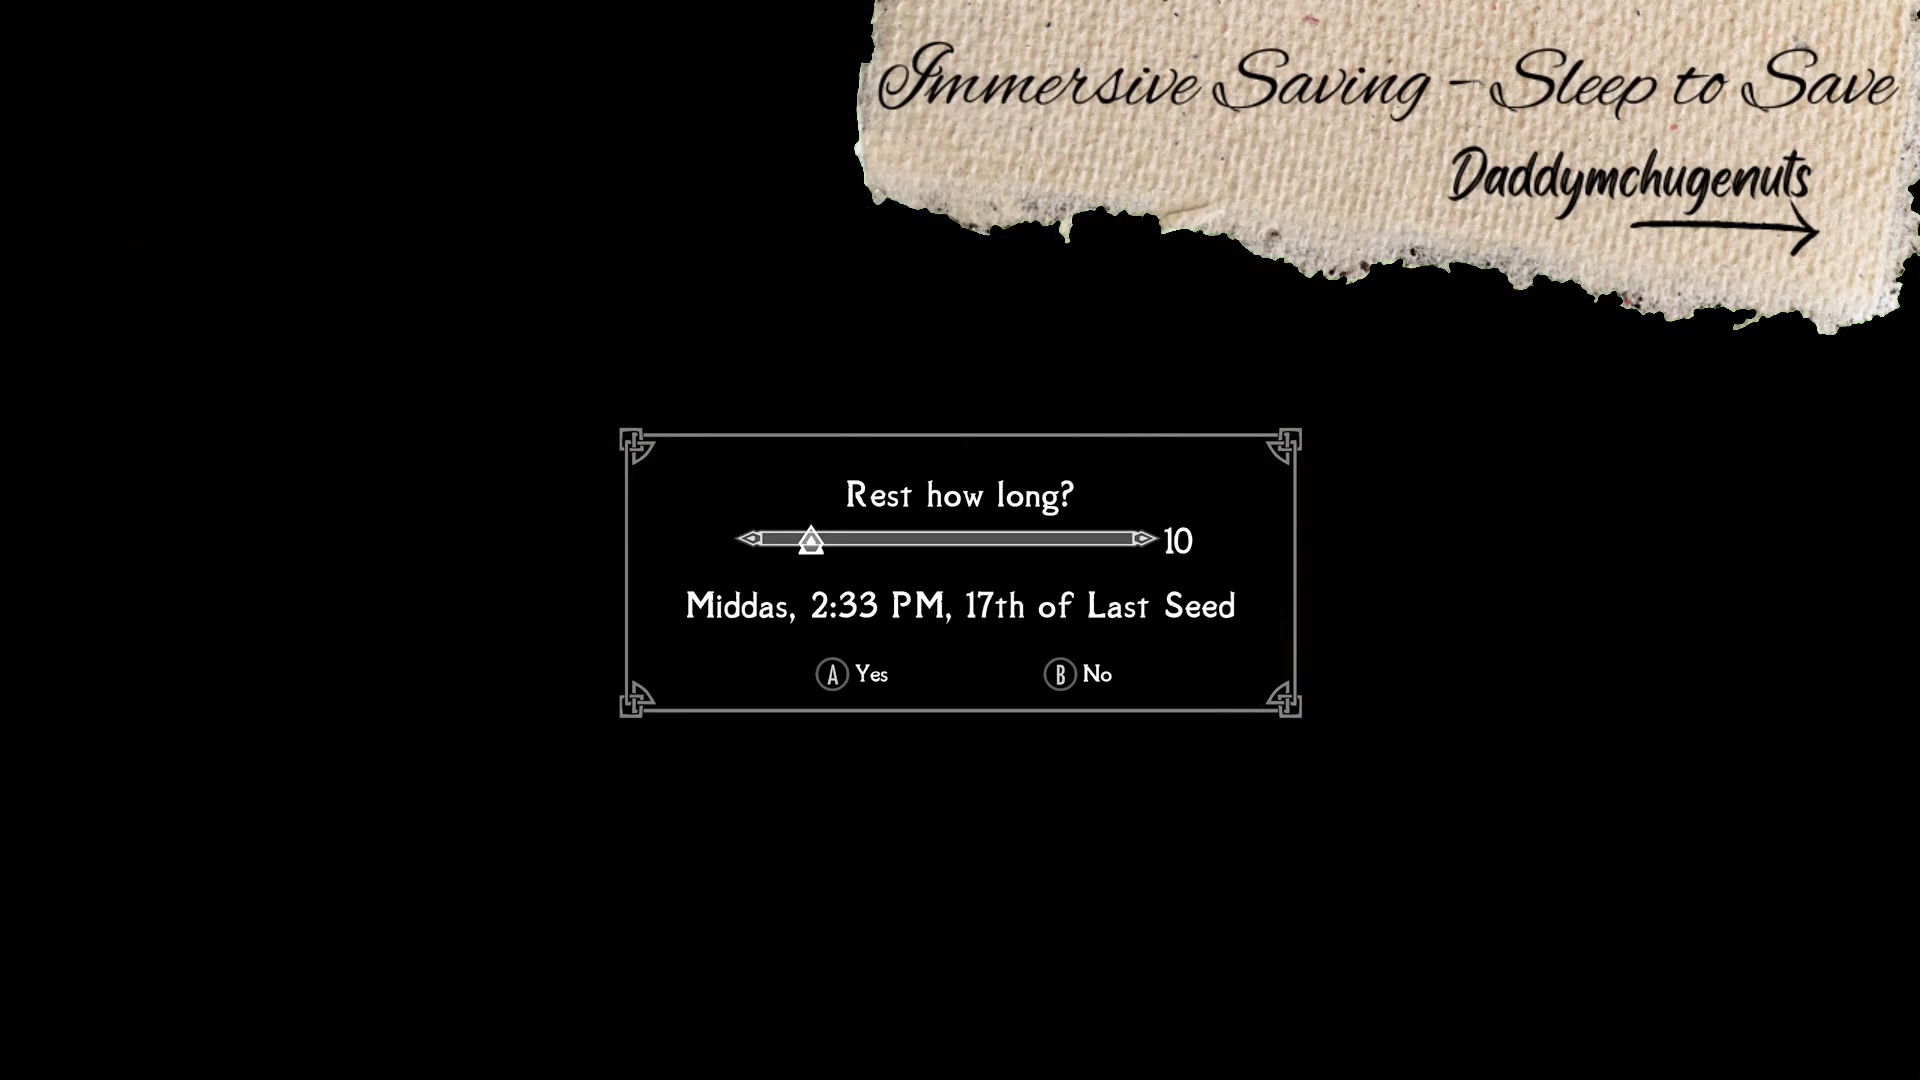 Immersive Saving - Sleep to Save
Daddymchugenuts
Rest how long?
10
Middas, 2:33 PM, 17th of Last Seed
A Yes B No